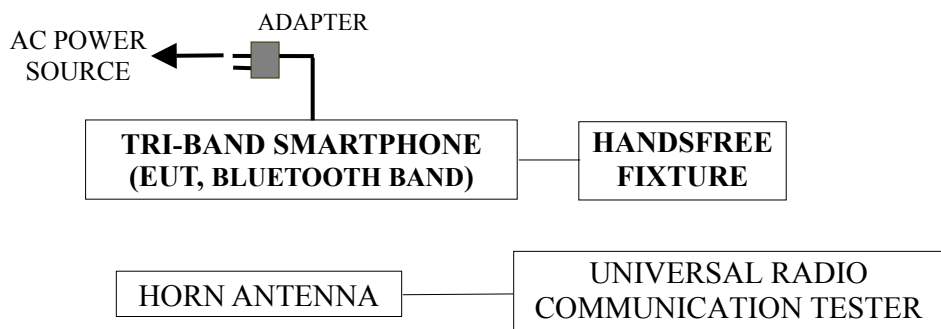 ADAPTER
AC POWER
SOURCE
TRI-BAND SMARTPHONE
(EUT, BLUETOOTH BAND)
HANDSFREE
FIXTURE
HORN ANTENNA
UNIVERSAL RADIO
COMMUNICATION TESTER